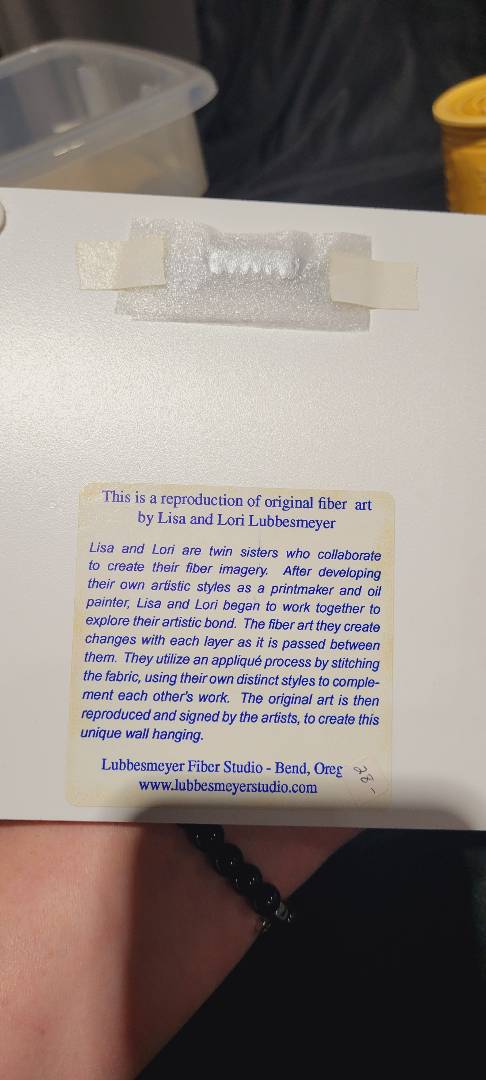 This is a reproduction of original fiber art
by Lisa and Lori Lubbesmeyer
Lisa and Lori are twin sisters who collaborate
to create their fiber imagery. After developing
their own artistic styles as a printmaker and oil
painter, Lisa and Lori began to work together to
explore their artistic bond. The fiber art they create
changes with each layer as it is passed between
them. They utilize an appliqué process by stitching
the fabric, using their own distinct styles to comple-
ment each other's work. The original art is then
reproduced and signed by the artists, to create this
unique wall hanging.
Lubbesmeyer Fiber Studio - Bend, Oreg
www.lubbesmeyerstudio.com
28.-